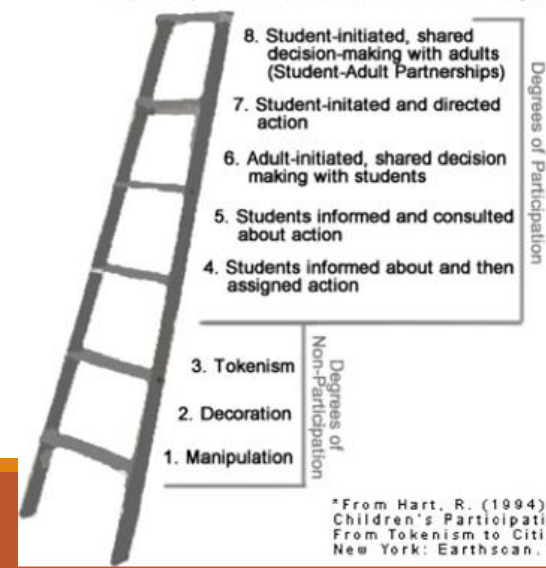 8. Student-initiated, shared
decision-making with adults
(Student-Adult Partnerships)
7. Student-initated and directed
action
6. Adult-initiated, shared decision
making with students
5. Students informed and consulted
about action
4. Students informed about and then
assigned action
Degrees of Participation
3. Tokenism
2. Decoration
1. Manipulation
Degrees of
Non-Participation
*From Hart, R. (1994)
Children's
From Tokenism to
New York: Earthscan.